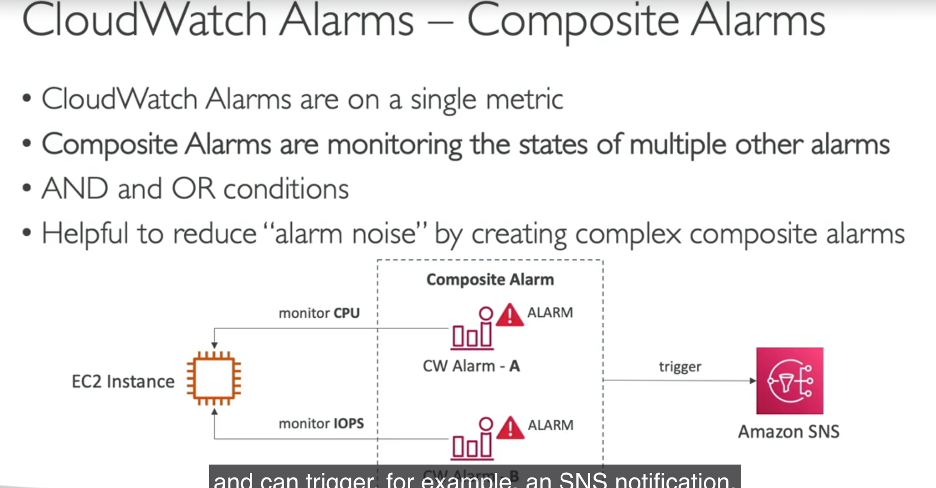 CloudWatch Alarms – Composite Alarms
• CloudWatch Alarms are on a single metric
• Composite Alarms are monitoring the states of multiple other alarms
• AND and OR conditions
• Helpful to reduce “alarm noise” by creating complex composite alarms
Composite Alarm
monitor CPU
ALARM
CW Alarm - A
EC2 Instance
trigger
monitor IOPS
ALARM
Amazon SNS
CW Alarm - B
and can trigger, for example, an SNS notification.